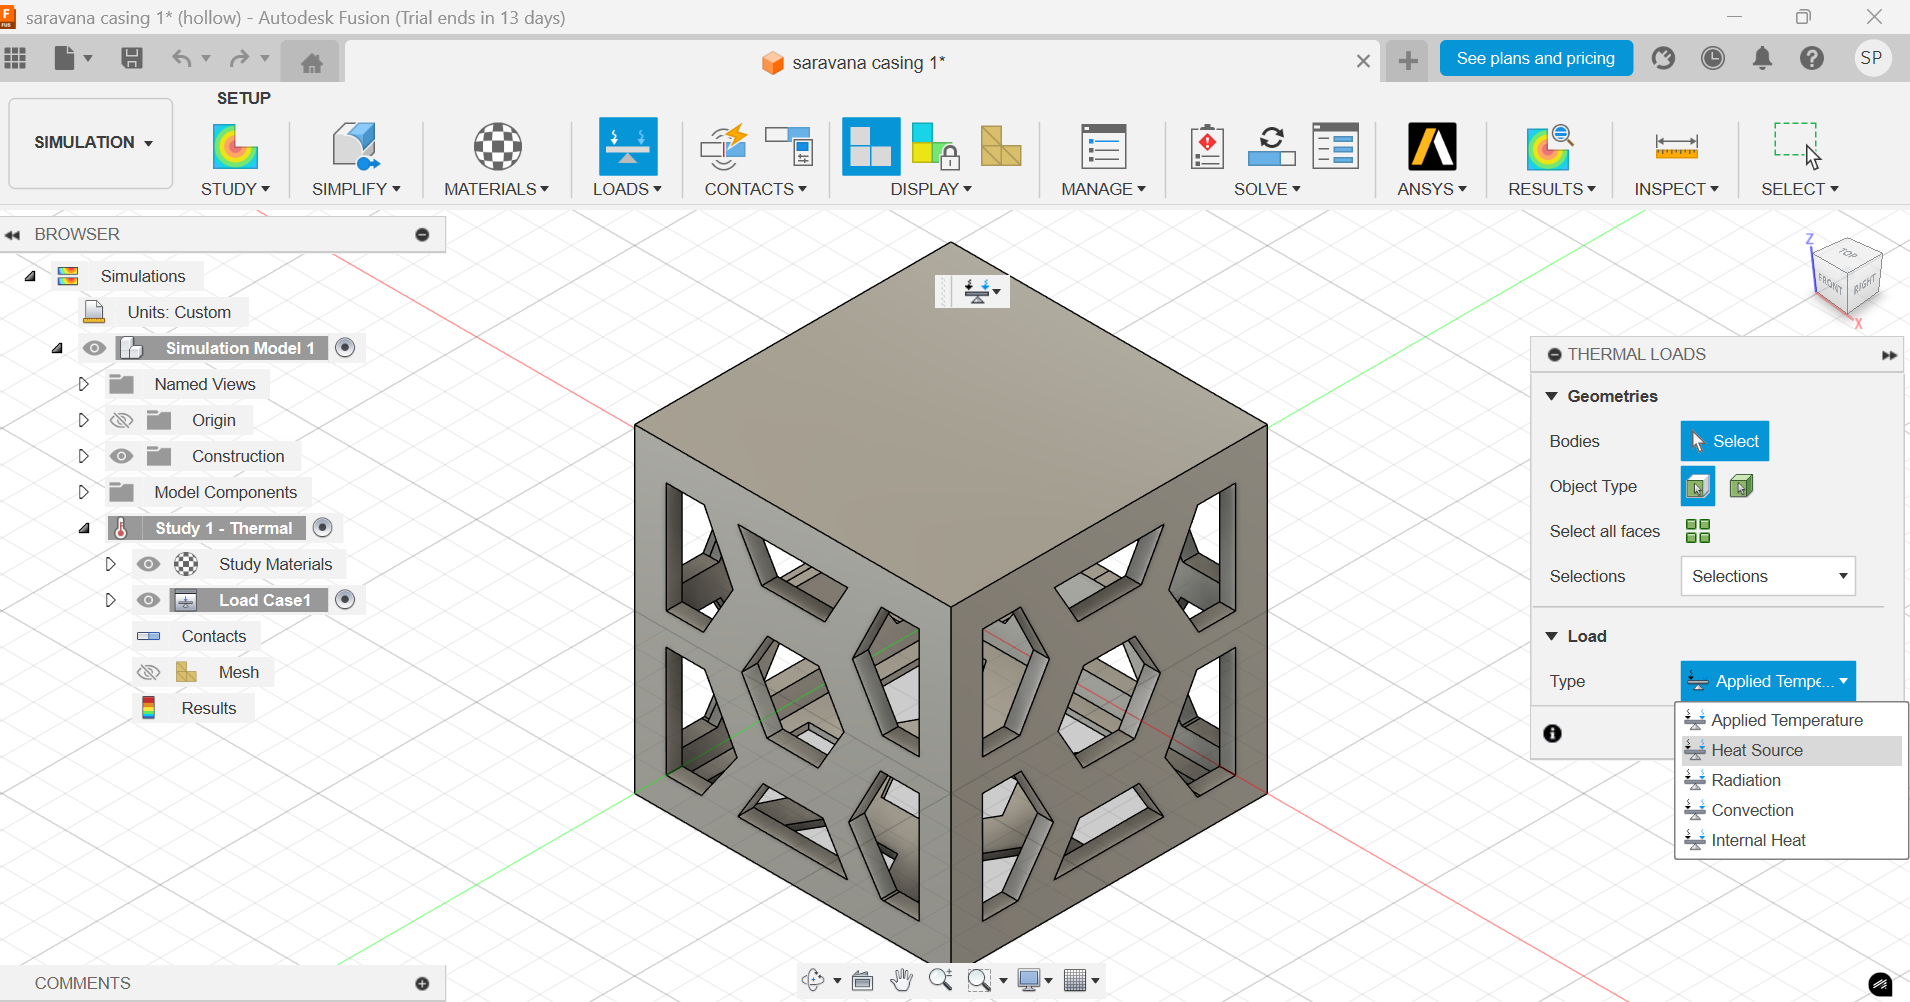 saravana casing 1* (hollow) - Autodesk Fusion (Trial ends in 13 days)
saravana casing 1*
See plans and pricing
SP
SETUP
SIMULATION
STUDY
SIMPLIFY
MATERIALS
LOADS
CONTACTS
DISPLAY
MANAGE
SOLVE
ANSYS
RESULTS
INSPECT
SELECT
BROWSER
Simulations
Units: Custom
Simulation Model 1
Named Views
Origin
Construction
Model Components
Study 1 - Thermal
Study Materials
Load Case1
Contacts
Mesh
Results
Z
TOP
FRONT
RIGHT
X
THERMAL LOADS
Geometries
Bodies
Select
Object Type
Select all faces
Selections
Selections
Load
Type
Applied Tempe...
Applied Temperature
Heat Source
Radiation
Convection
Internal Heat
COMMENTS